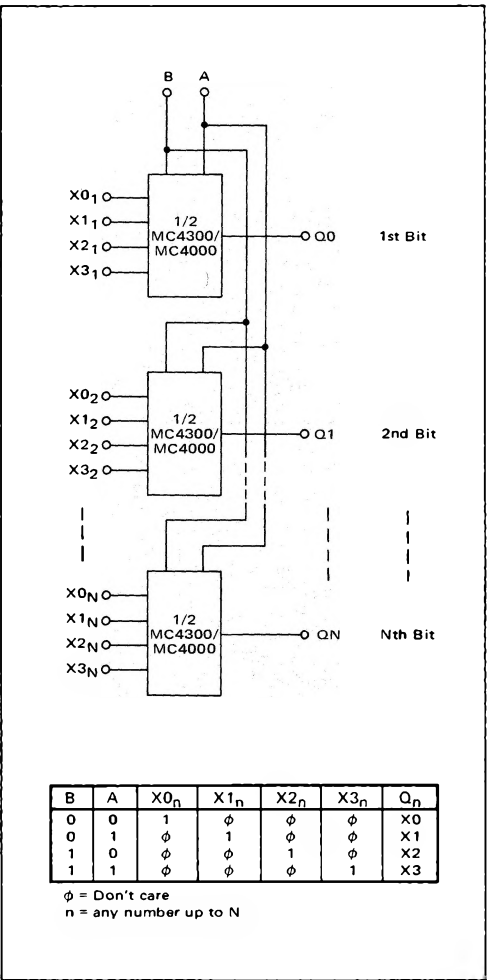 B A
X0₁
X1₁
X2₁
X3₁
1/2
MC4300/
MC4000
Q0 1st Bit
X0₂
X1₂
X2₂
X3₂
1/2
MC4300/
MC4000
Q1 2nd Bit
X0N
X1N
X2N
X3N
1/2
MC4300/
MC4000
QN Nth Bit
B A X0n X1n X2n X3n Qn
0 0 1 ϕ ϕ ϕ X0
0 1 ϕ 1 ϕ ϕ X1
1 0 ϕ ϕ 1 ϕ X2
1 1 ϕ ϕ ϕ 1 X3
ϕ = Don't care
n = any number up to N